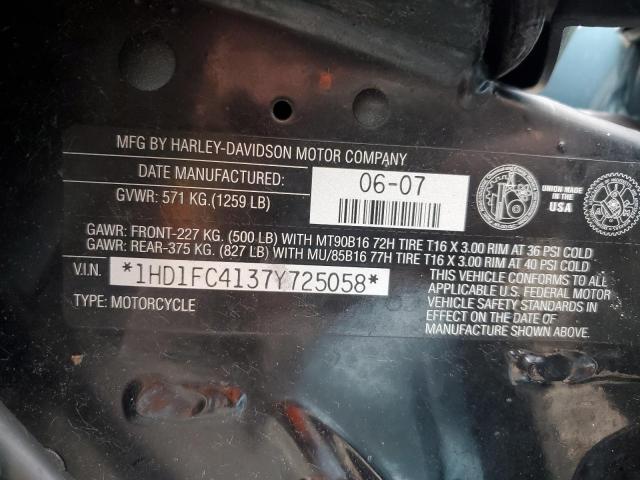 MFG BY HARLEY-DAVIDSON MOTOR COMPANY
DATE MANUFACTURED: 06-07
GVWR: 571 KG.(1259 LB)
UNION MADE
IN THE
USA
GAWR: FRONT-227 KG. (500 LB) WITH MT90B16 72H TIRE T16 X 3.00 RIM AT 36 PSI COLD
GAWR: REAR-375 KG. (827 LB) WITH MU/85B16 77H TIRE T16 X 3.00 RIM AT 40 PSI COLD
V.I.N. *1HD1FC4137Y725058*
TYPE: MOTORCYCLE
THIS VEHICLE CONFORMS TO ALL
APPLICABLE U.S. FEDERAL MOTOR
VEHICLE SAFETY STANDARDS IN
EFFECT ON THE DATE OF
MANUFACTURE SHOWN ABOVE.